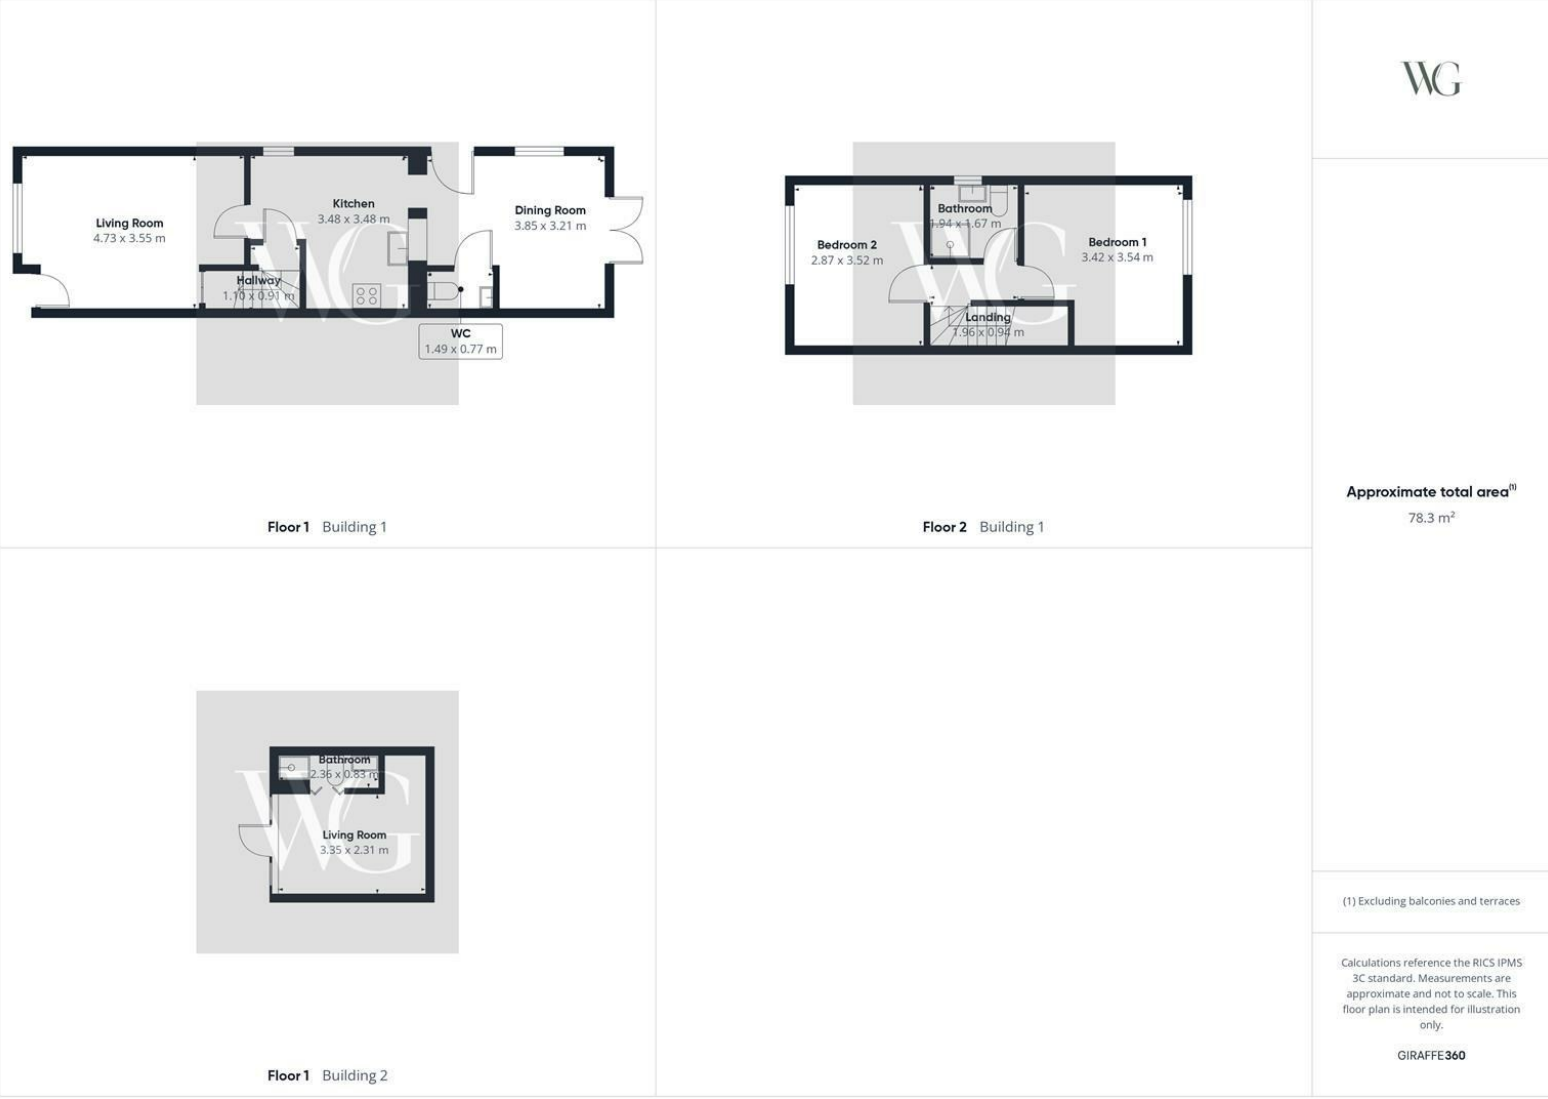 WG
Living Room
4.73 x 3.55 m
Kitchen
3.48 x 3.48 m
Dining Room
3.85 x 3.21 m
Hallway
1.10 x 0.91 m
WC
1.49 x 0.77 m
WG
Floor 1 Building 1
Bathroom
1.94 x 1.67 m
Bedroom 2
2.87 x 3.52 m
Bedroom 1
3.42 x 3.54 m
Landing
1.96 x 0.94 m
WG
Floor 2 Building 1
Bathroom
2.36 x 0.83 m
Living Room
3.35 x 2.31 m
WG
Floor 1 Building 2
Approximate total area(1)
78.3 m²
(1) Excluding balconies and terraces
Calculations reference the RICS IPMS
3C standard. Measurements are
approximate and not to scale. This
floor plan is intended for illustration
only.
GIRAFFE360